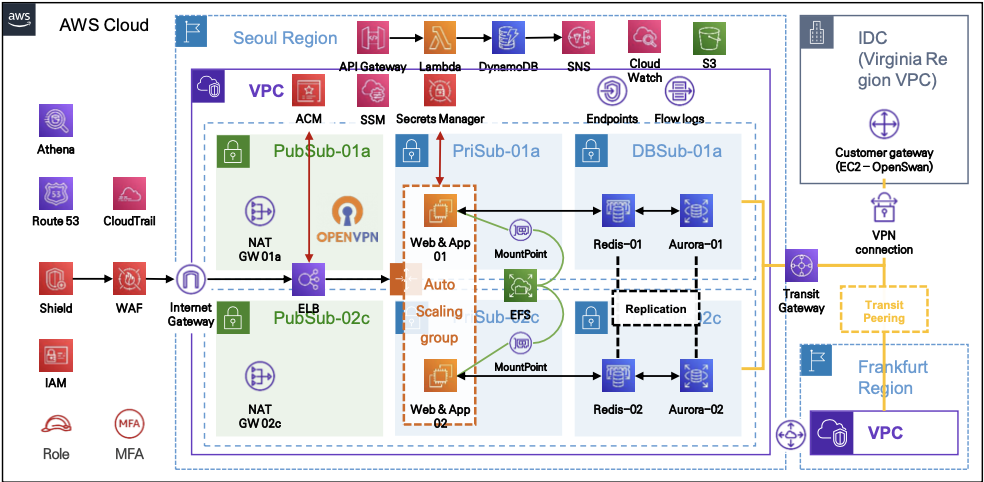 aws
AWS Cloud
Seoul Region
API Gateway
Lambda
DynamoDB
SNS
Cloud
Watch
S3
IDC
(Virginia Re
gion VPC)
VPC
ACM
SSM
Secrets Manager
Endpoints
Flow logs
Athena
Customer gateway
(EC2－OpenSwan)
PubSub-01a
PriSub-01a
DBSub-01a
53
Route 53
CloudTrail
NAT
GW 01a
OPENVPN
Web & App
01
MountPoint
Redis-01
Aurora-01
VPN
connection
Shield
WAF
Internet
Gateway
ELB
Auto
Scaling
group
EFS
Replication
Transit
Gateway
Transit
Peering
PubSub-02c
Sub-02c
2c
MountPoint
IAM
NAT
GW 02c
Web & App
02
Redis-02
Aurora-02
Frankfurt
Region
VPC
MFA
Role
MFA